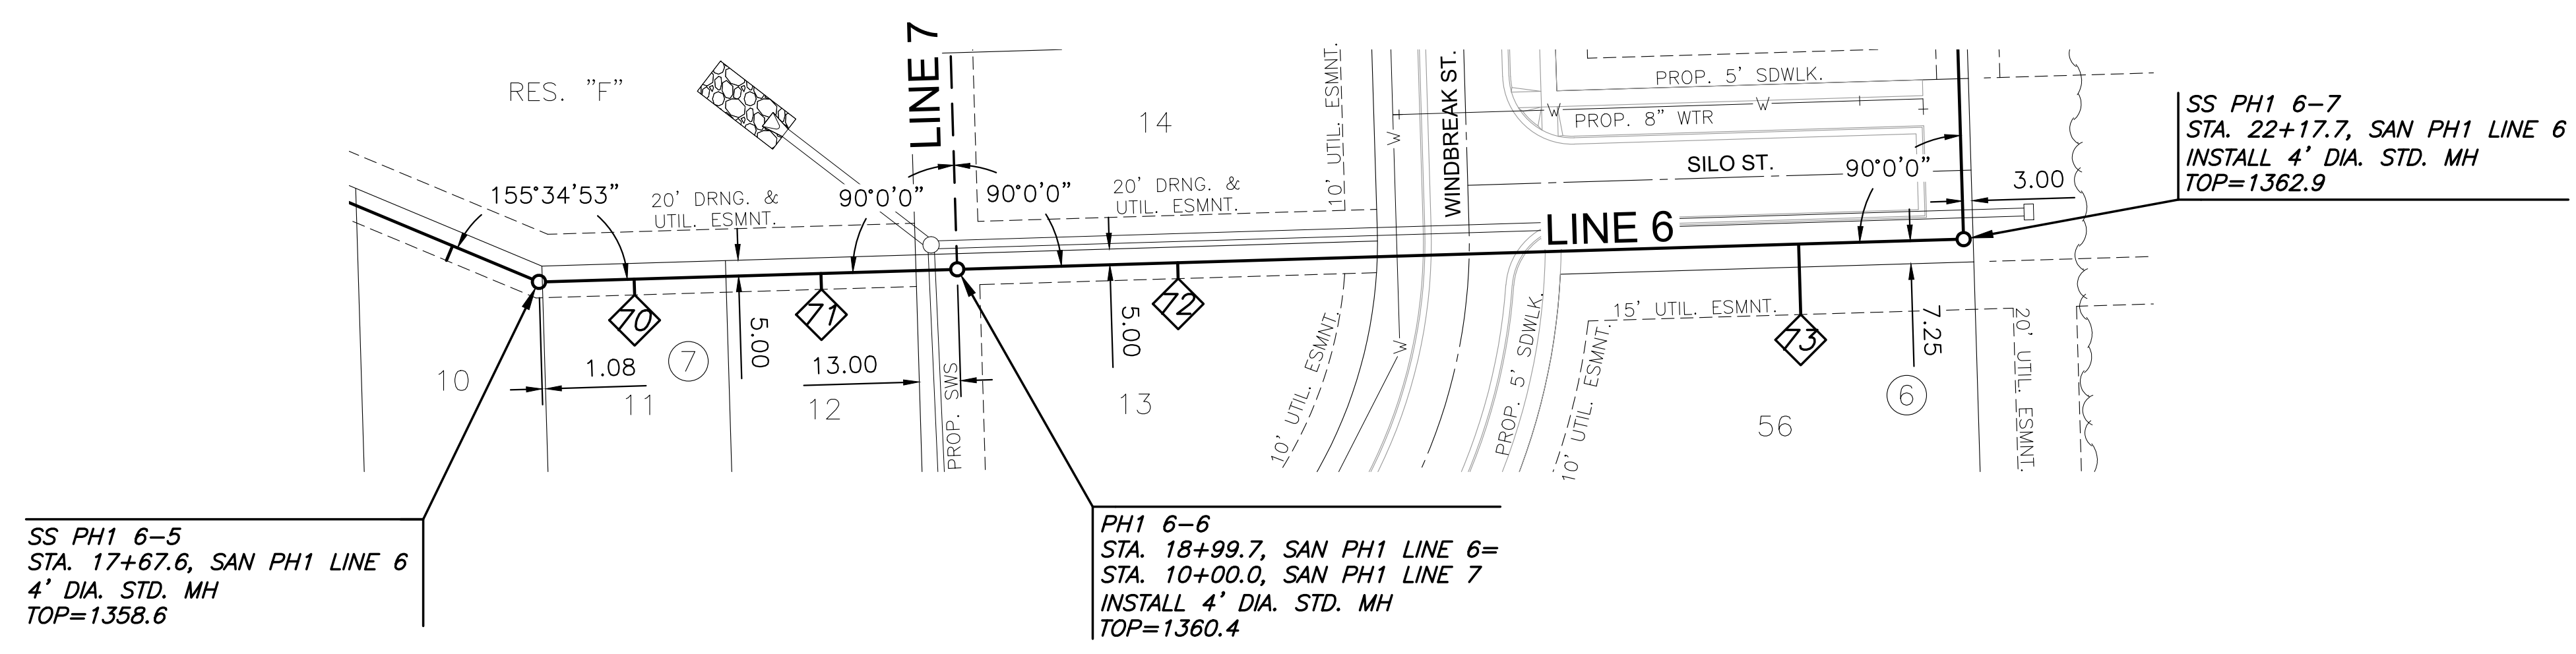 LINE 7
RES. "F"
14
10' UTIL. ESMNT.
WINDBREAK ST.
PROP. 5' SDWLK.
W
W
W
PROP. 8" WTR
SILO ST.
SS PH1 6-7
STA. 22+17.7, SAN PH1 LINE 6
INSTALL 4' DIA. STD. MH
TOP=1362.9
155°34'53"
20' DRNG. &
UTIL. ESMNT.
90°0'0"
90°0'0"
20' DRNG. &
UTIL. ESMNT.
90°0'0"
3.00
LINE 6
70
71
72
73
5.00
5.00
7.25
15' UTIL. ESMNT.
20' UTIL. ESMNT.
10
1.08
11
7
13.00
12
PROP. SWS
13
10' UTIL. ESMNT.
W
PROP. 5' SDWLK.
10' UTIL. ESMNT.
56
6
SS PH1 6-5
STA. 17+67.6, SAN PH1 LINE 6
4' DIA. STD. MH
TOP=1358.6
PH1 6-6
STA. 18+99.7, SAN PH1 LINE 6=
STA. 10+00.0, SAN PH1 LINE 7
INSTALL 4' DIA. STD. MH
TOP=1360.4